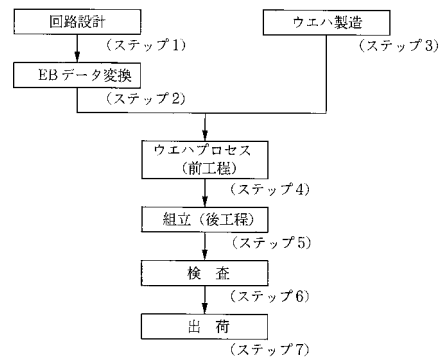 回路設計
(ステップ1)
ウエハ製造
(ステップ3)
EBデータ変換
(ステップ2)
ウエハプロセス
(前工程)
(ステップ4)
組立(後工程)
(ステップ5)
検 査
(ステップ6)
出 荷
(ステップ7)